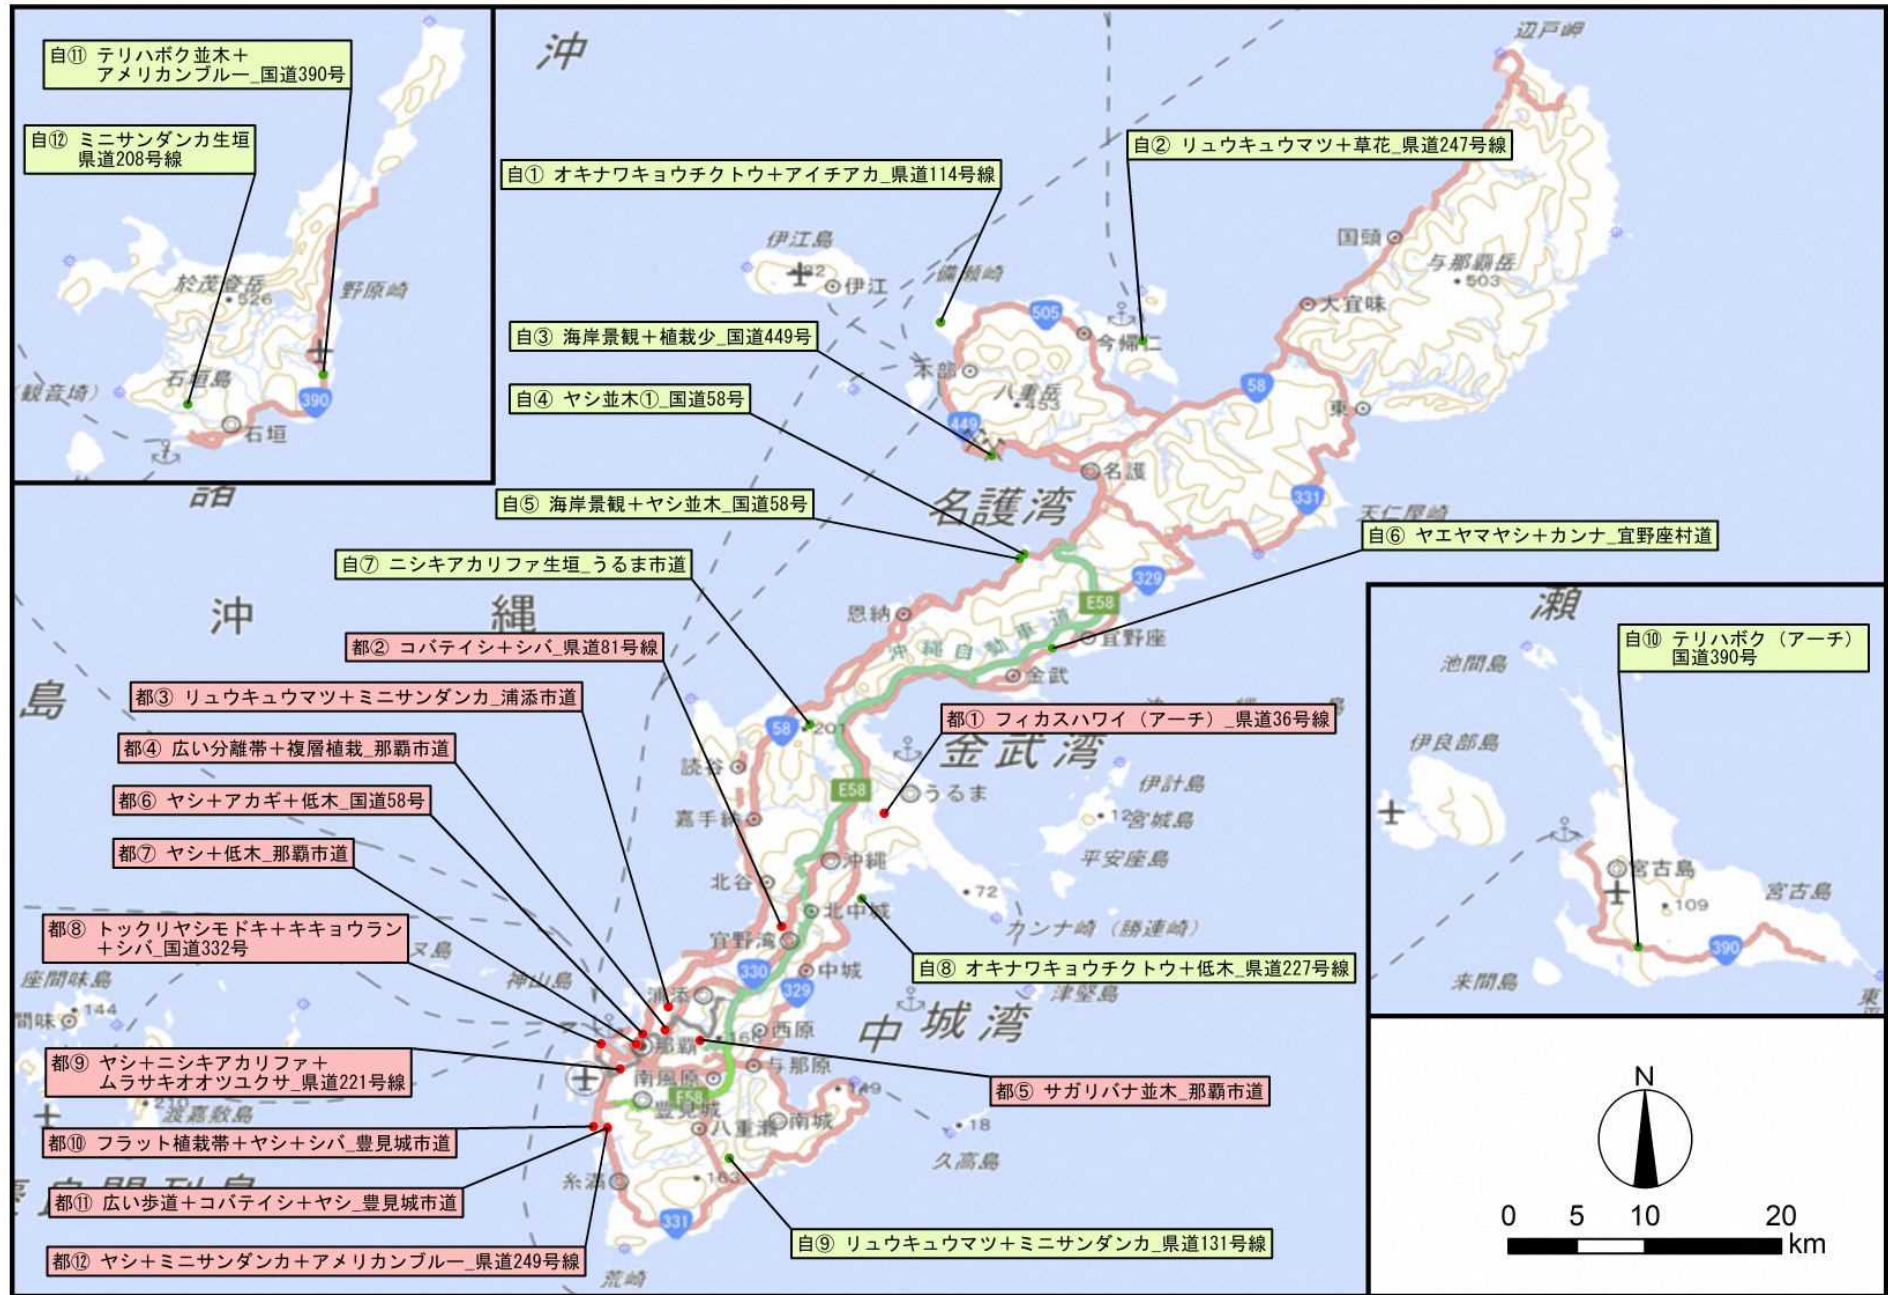 自⑪ テリハボク並木＋
アメリカンブルー_国道390号
自⑫ ミニサンダンカ生垣
県道208号線
於茂登岳
526
野原崎
石垣島
（観音埼）
390
石垣
沖
辺戸岬
自② リュウキュウマツ＋草花_県道247号線
自① オキナワキョウチクトウ＋アイチアカ_県道114号線
伊江島
伊江
備瀬崎
国頭
与那覇岳
503
大宜味
505
今帰仁
自③ 海岸景観＋植栽少_国道449号
本部
八重岳
453
58
東
自④ ヤシ並木①_国道58号
449
名護
諸
自⑤ 海岸景観＋ヤシ並木_国道58号
名護湾
331
天仁屋崎
自⑥ ヤエヤマヤシ＋カンナ_宜野座村道
自⑦ ニシキアカリファ生垣_うるま市道
329
E58
沖
縄
恩納
沖縄自動車道
宜野座
金武
都② コバテイシ＋シバ_県道81号線
島
都③ リュウキュウマツ＋ミニサンダンカ_浦添市道
都① フィカスハワイ（アーチ）_県道36号線
58
201
金武湾
都④ 広い分離帯＋複層植栽_那覇市道
読谷
E58
うるま
伊計島
都⑥ ヤシ＋アカギ＋低木_国道58号
嘉手納
宮城島
都⑦ ヤシ＋低木_那覇市道
沖縄
平安座島
北谷
72
都⑧ トックリヤシモドキ＋キキョウラン
＋シバ_国道332号
北中城
カンナ崎（勝連崎）
宜野湾
自⑧ オキナワキョウチクトウ＋低木_県道227号線
座間味島
144
間味
神山島
330
329
中城
浦添
津堅島
中城湾
西原
那覇
168
都⑨ ヤシ＋ニシキアカリファ＋
ムラサキオオツユクサ_県道221号線
南風原
与那原
都⑤ サガリバナ並木_那覇市道
149
E58
210
渡嘉敷島
豊見城
都⑩ フラット植栽帯＋ヤシ＋シバ_豊見城市道
八重瀬
南城
18
久高島
糸満
163
都⑪ 広い歩道＋コバテイシ＋ヤシ_豊見城市道
331
自⑨ リュウキュウマツ＋ミニサンダンカ_県道131号線
都⑫ ヤシ＋ミニサンダンカ＋アメリカンブルー_県道249号線
荒崎
瀬
自⑩ テリハボク（アーチ）
国道390号
池間島
伊良部島
宮古島
宮古島
109
390
来間島
N
0 5 10 20
km